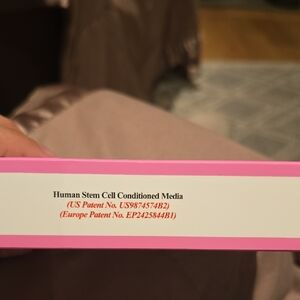 Human Stem Cell Conditioned Media
(US Patent No. US9874574B2)
(Europe Patent No. EP2425844B1)